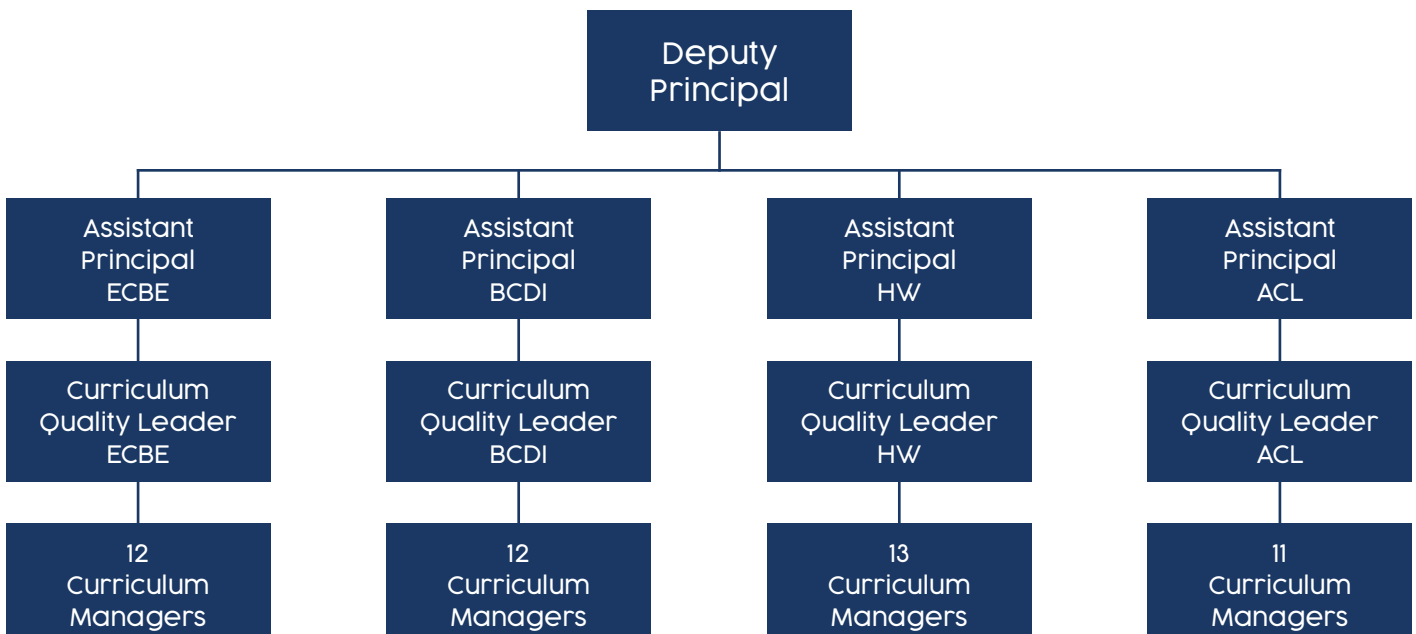 Deputy
Principal
Assistant
Principal
ECBE
Assistant
Principal
BCDI
Assistant
Principal
HW
Assistant
Principal
ACL
Curriculum
Quality Leader
ECBE
Curriculum
Quality Leader
BCDI
Curriculum
Quality Leader
HW
Curriculum
Quality Leader
ACL
12
Curriculum
Managers
12
Curriculum
Managers
13
Curriculum
Managers
11
Curriculum
Managers